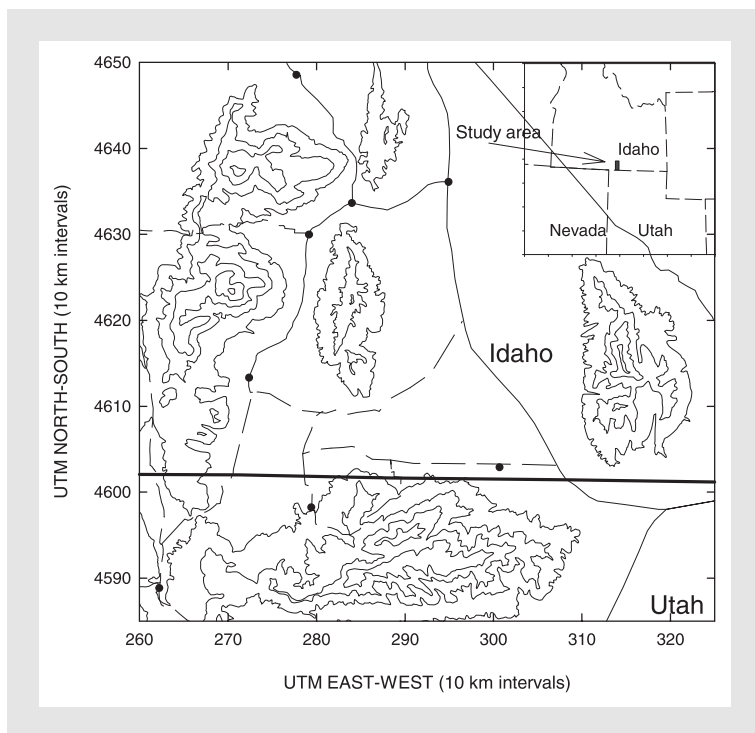 4650
4640
4630
4620
4610
4600
4590
UTM NORTH-SOUTH (10 km intervals)
Study area
Idaho
Nevada
Utah
Idaho
Utah
260
270
280
290
300
310
320
UTM EAST-WEST (10 km intervals)